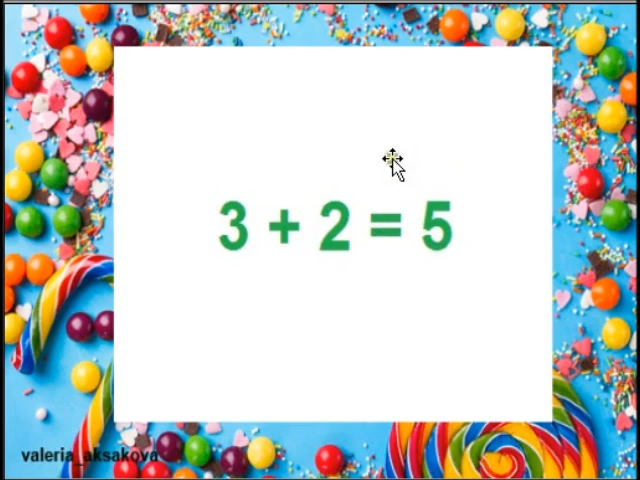 3 + 2 = 5
valeria_aksakova